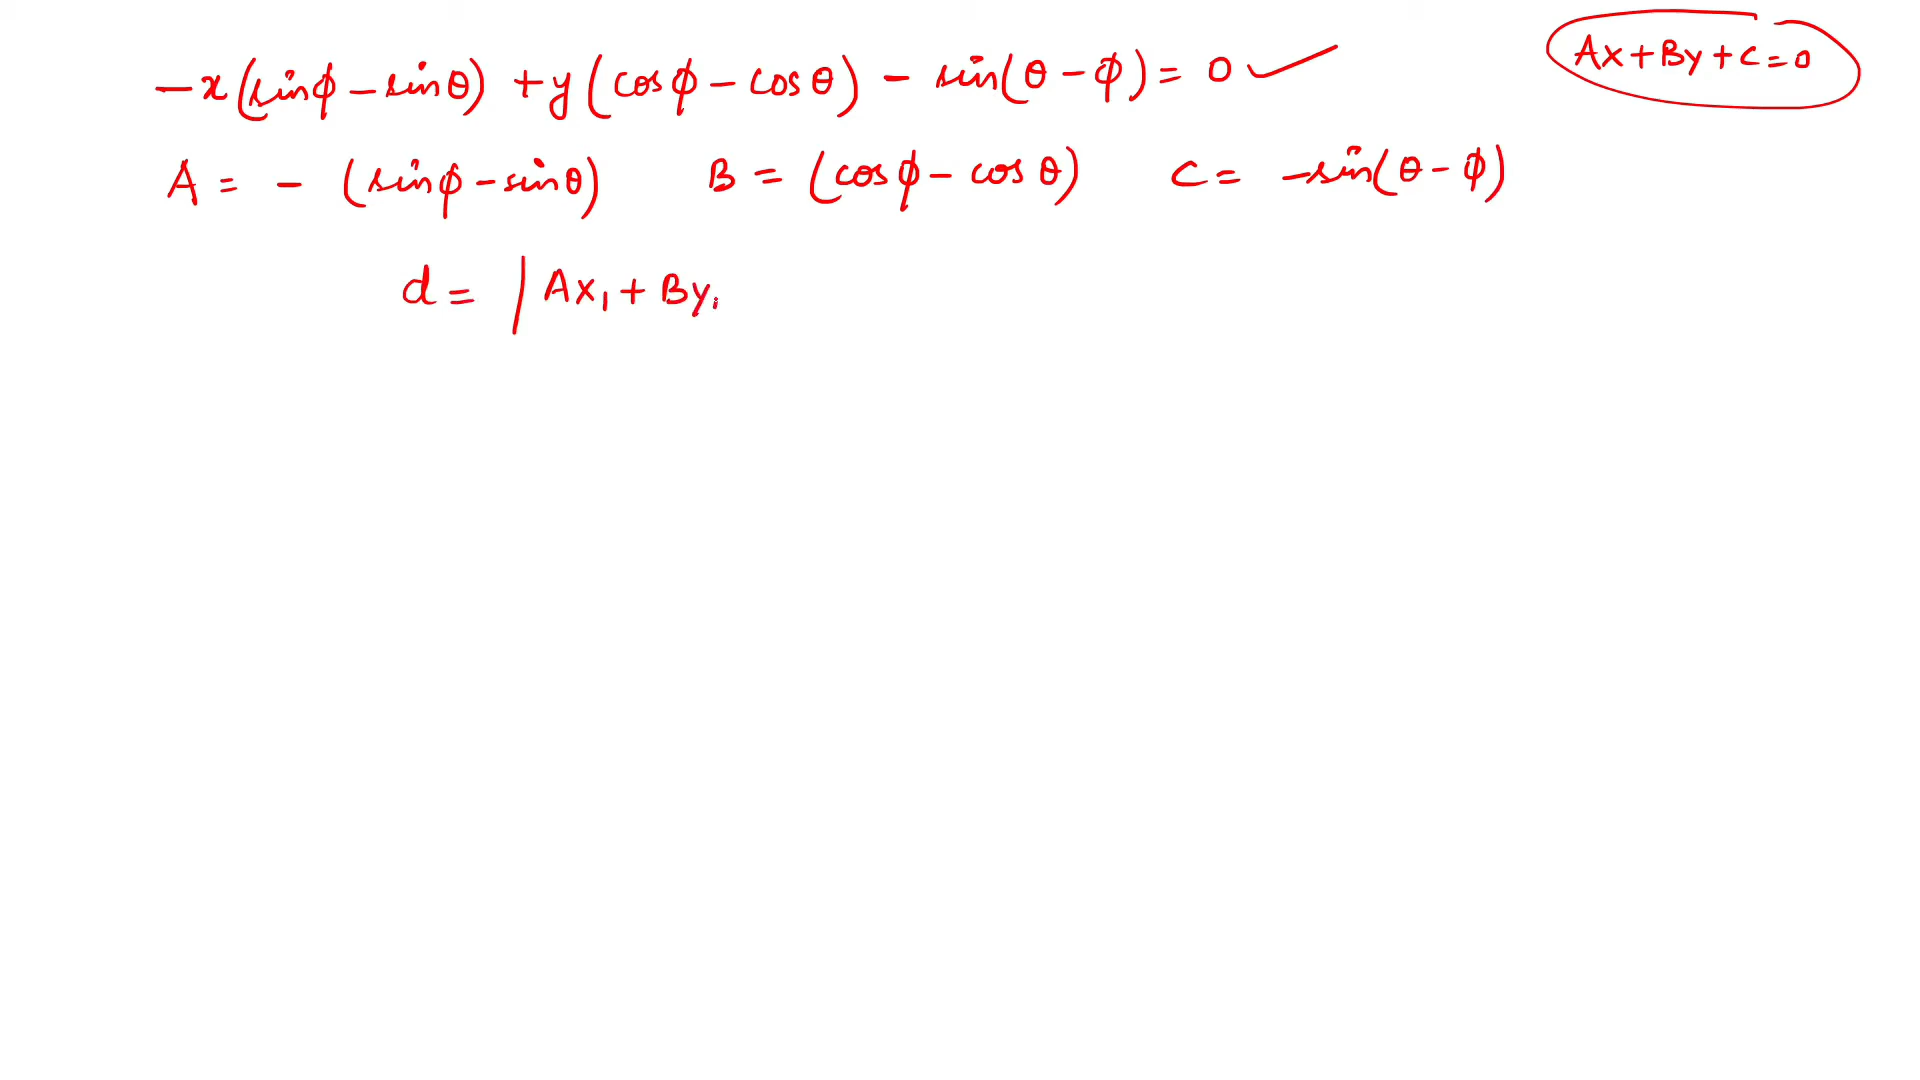 -x(sinϕ-sinθ) +y(cosϕ-cosθ) - sin(θ-ϕ)=0 ✓
Ax+By+C=0
A = - (sinϕ-sinθ) B = (cosϕ-cosθ) C = -sin(θ-ϕ)
d = |Ax₁+By₁